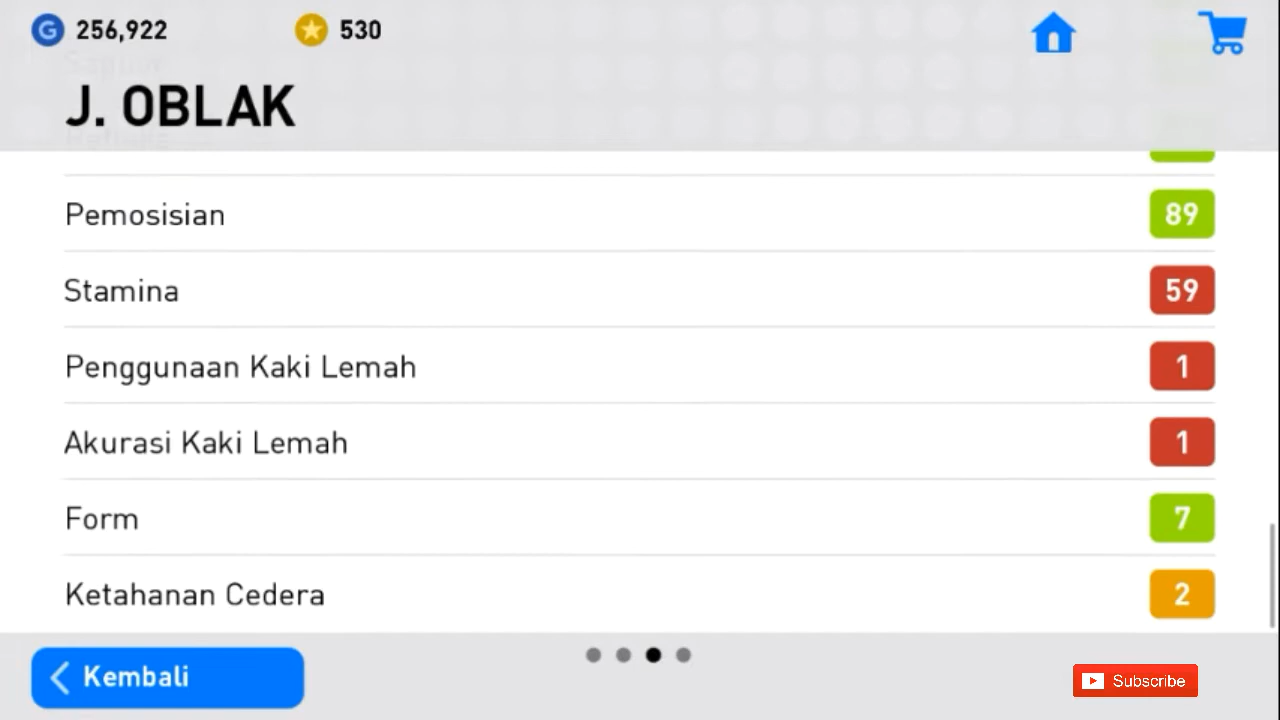 G 256,922 530
J. OBLAK
Pemosisian 89
Stamina 59
Penggunaan Kaki Lemah 1
Akurasi Kaki Lemah 1
Form 7
Ketahanan Cedera 2
Kembali
Subscribe